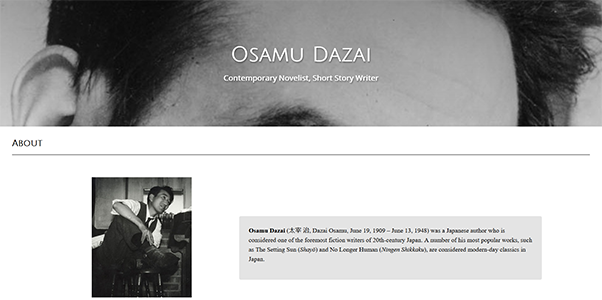 Osamu Dazai
Contemporary Novelist, Short Story Writer
About
Osamu Dazai (太宰 治, Dazai Osamu, June 19, 1909 – June 13, 1948) was a Japanese author who is
considered one of the foremost fiction writers of 20th-century Japan. A number of his most popular works, such
as The Setting Sun (Shayō) and No Longer Human (Ningen Shikkaku), are considered modern-day classics in
Japan.